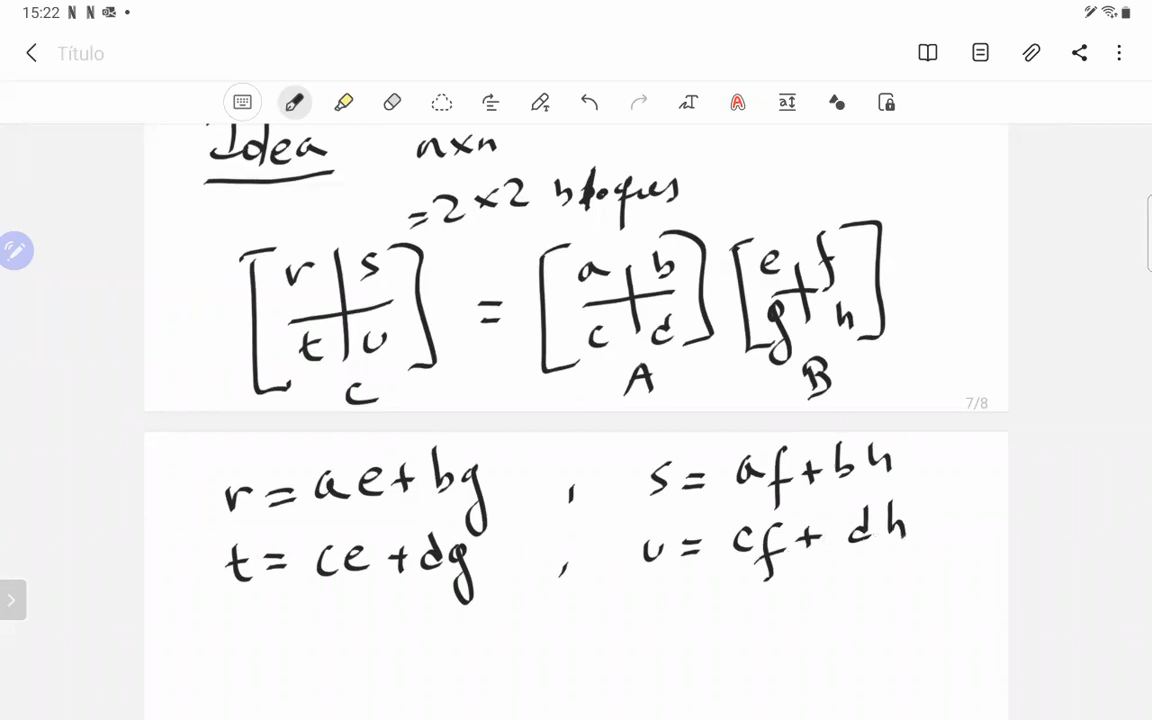 15:22 N N
Título
Idea n×n
=2×2 bloques
[r s t u] = [a b c d] [e f g h]
C A B
7/8
r = ae + bg , s = af + bh
t = ce + dg , u = cf + dh